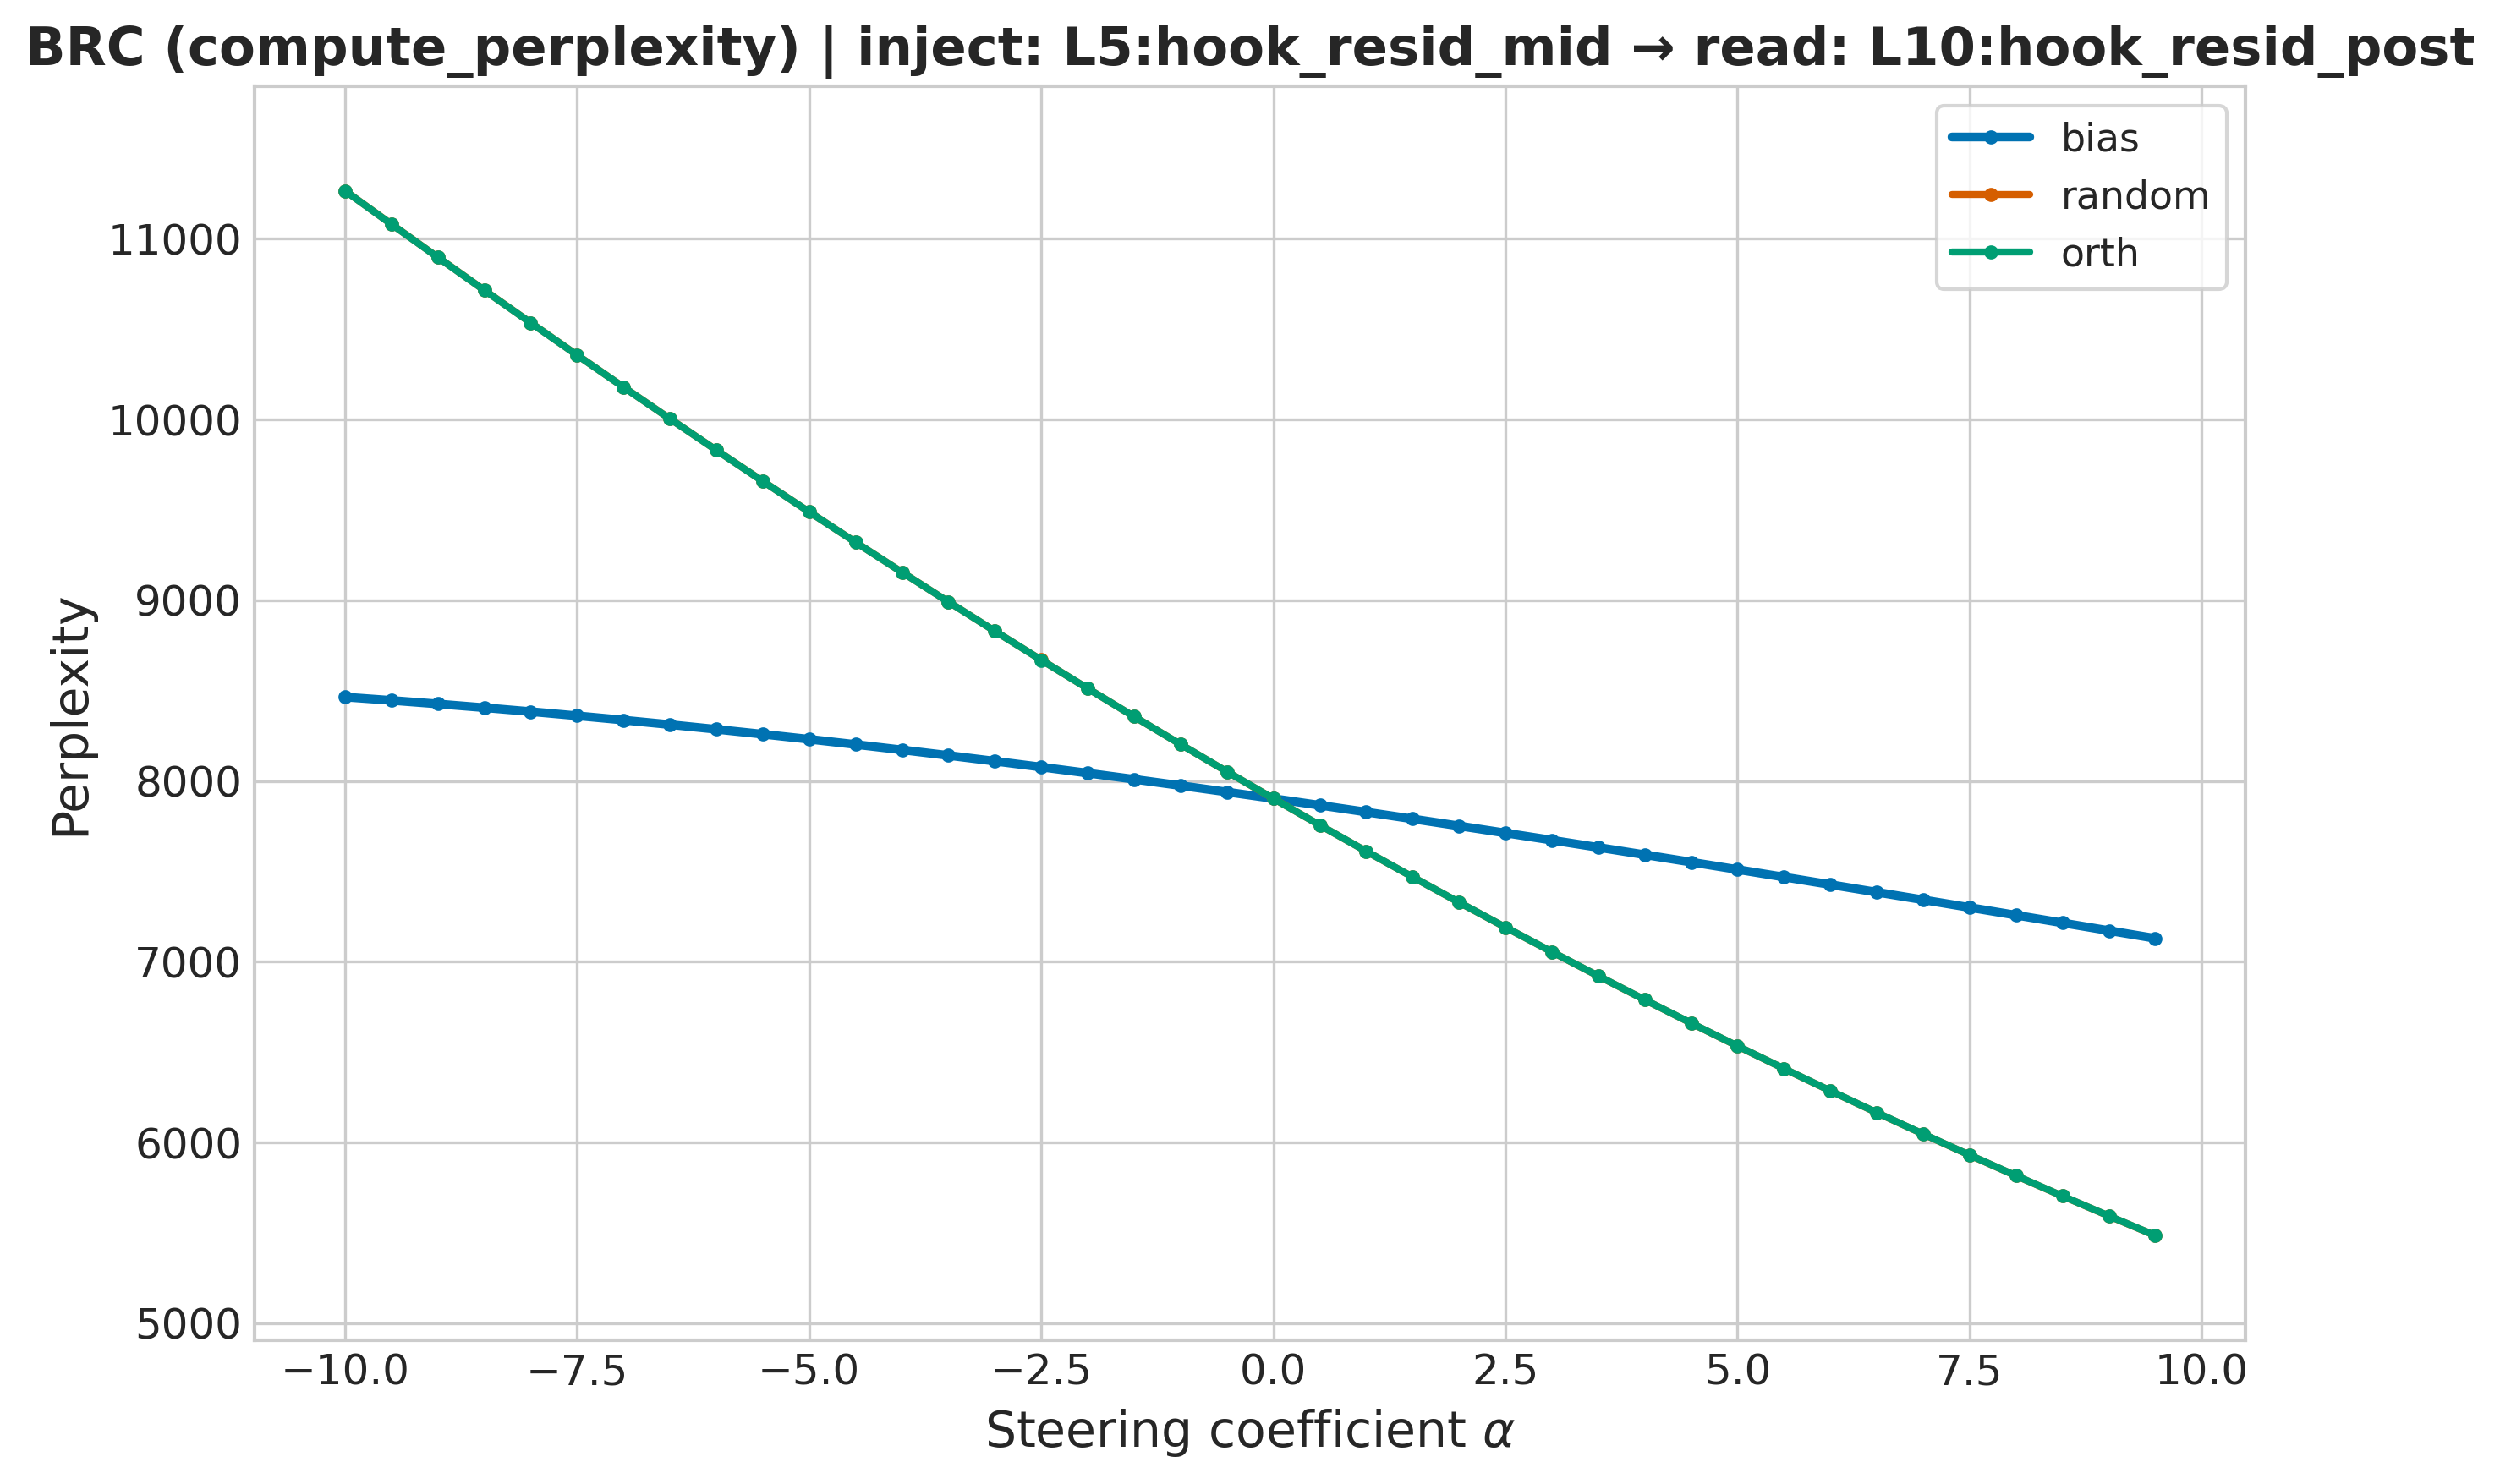 BRC (compute_perplexity) | inject: L5:hook_resid_mid → read: L10:hook_resid_post
bias
random
orth
11000
10000
9000
8000
7000
6000
5000
Perplexity
−10.0 −7.5 −5.0 −2.5 0.0 2.5 5.0 7.5 10.0
Steering coefficient α